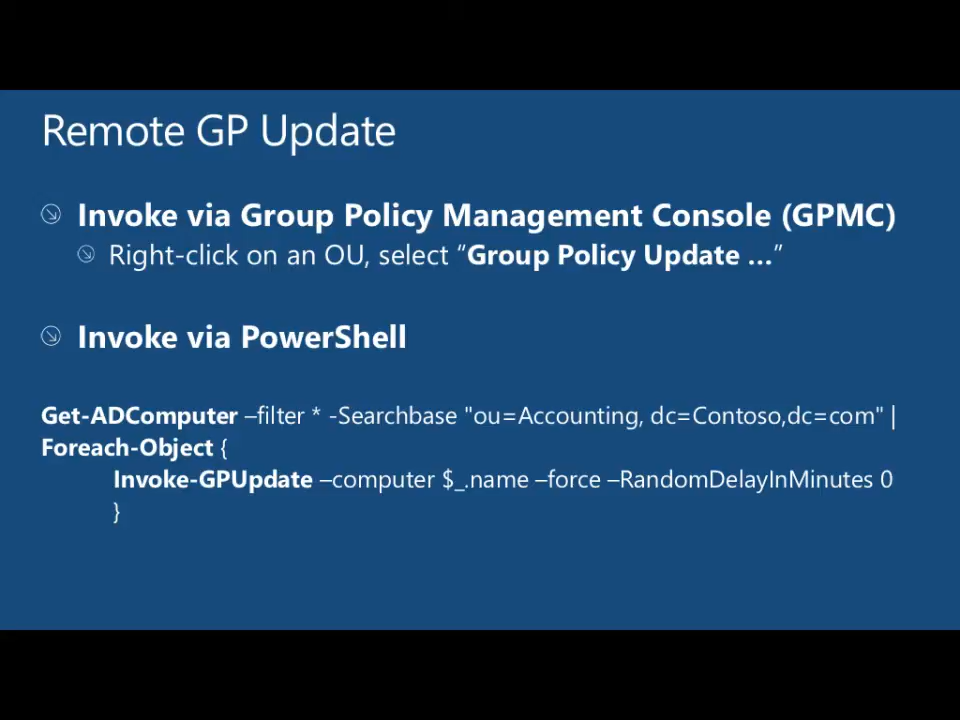 Remote GP Update
Invoke via Group Policy Management Console (GPMC)
Right-click on an OU, select “Group Policy Update ...”
Invoke via PowerShell
Get-ADComputer –filter * -Searchbase "ou=Accounting, dc=Contoso,dc=com" |
Foreach-Object {
Invoke-GPUpdate –computer $_.name –force –RandomDelayInMinutes 0
}